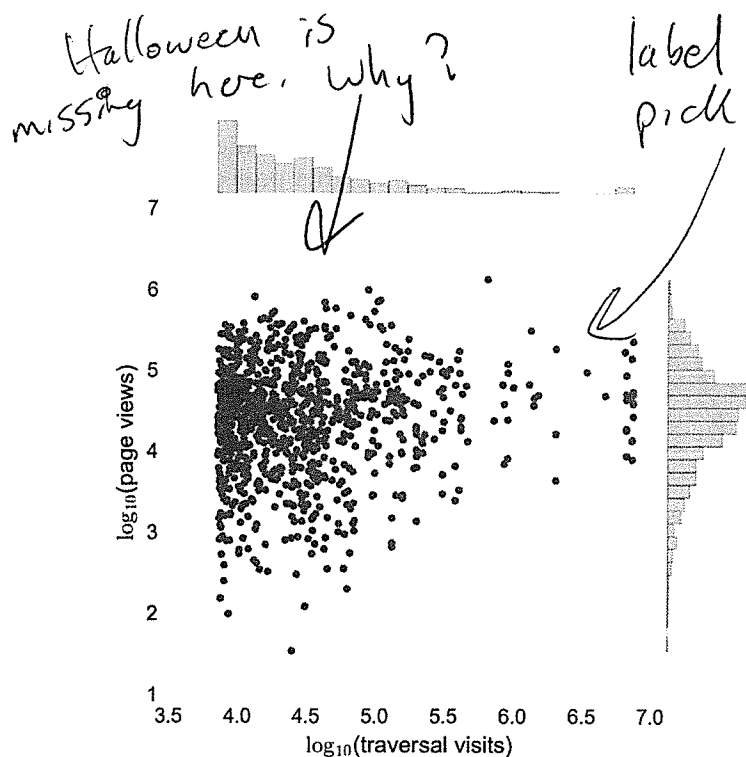 Halloween is
missing here. Why?
label
pick
7
6
5
4
3
2
1
log₁₀(page views)
3.5 4.0 4.5 5.0 5.5 6.0 6.5 7.0
log₁₀(traversal visits)